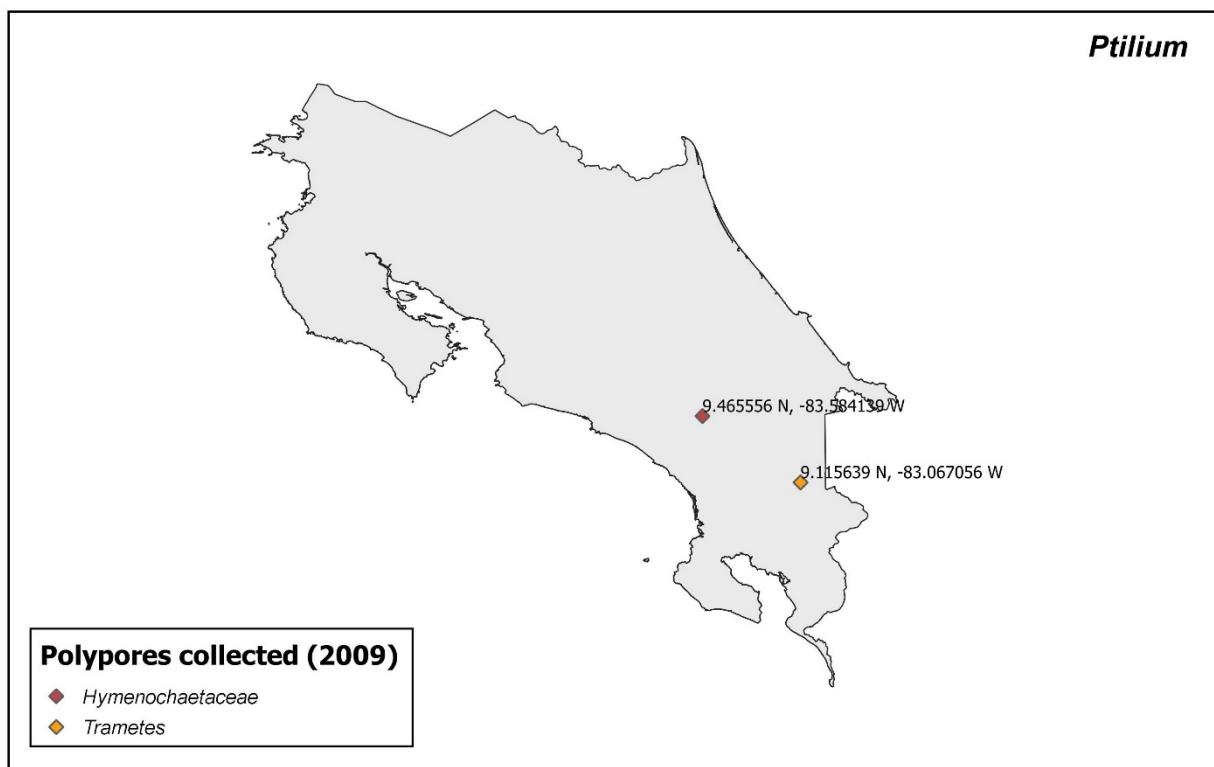 Ptilium
9.465556 N, -83.584139 W
9.115639 N, -83.067056 W
Polypores collected (2009)
Hymenochaetaceae
Trametes